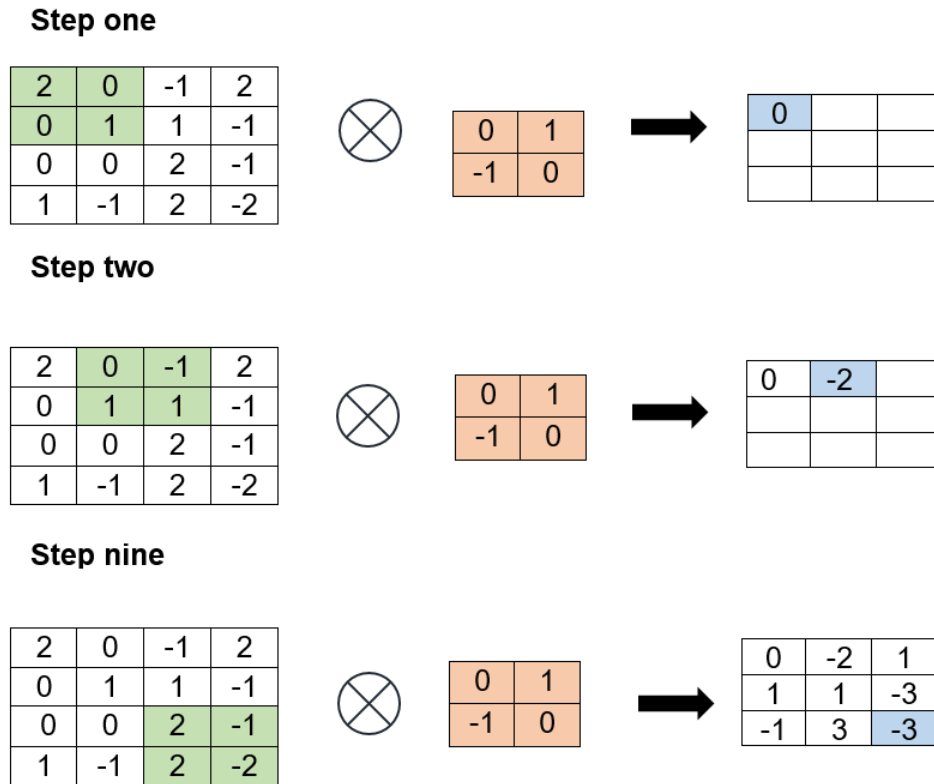 Step one
2 0 -1 2
0 1 1 -1
0 0 2 -1
1 -1 2 -2
0 1
-1 0
0
Step two
2 0 -1 2
0 1 1 -1
0 0 2 -1
1 -1 2 -2
0 1
-1 0
0 -2
Step nine
2 0 -1 2
0 1 1 -1
0 0 2 -1
1 -1 2 -2
0 1
-1 0
0 -2 1
1 1 -3
-1 3 -3